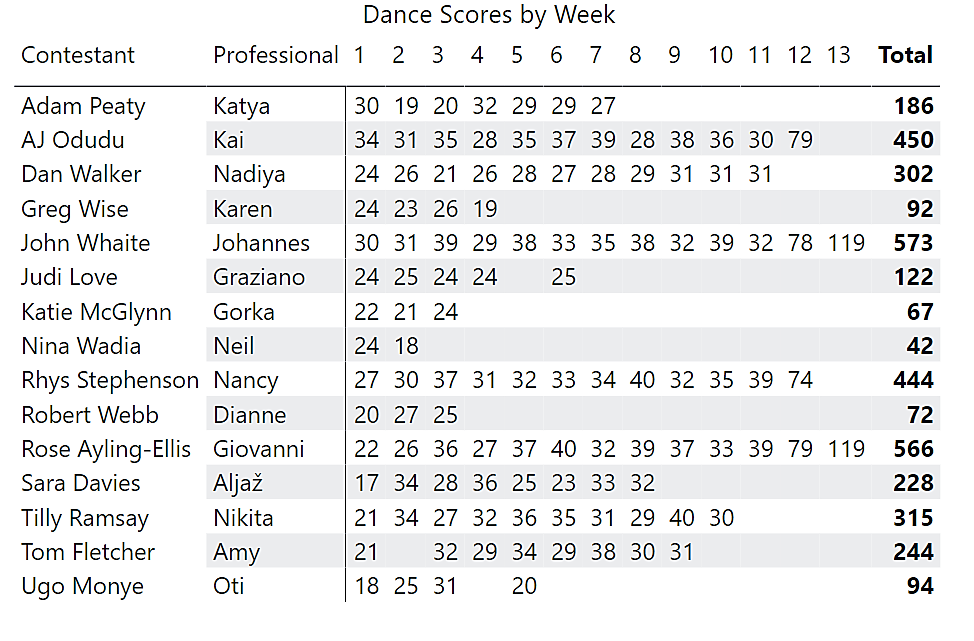 Dance Scores by Week
Contestant Professional 1 2 3 4 5 6 7 8 9 10 11 12 13 Total
Adam Peaty Katya 30 19 20 32 29 29 27 186
AJ Odudu Kai 34 31 35 28 35 37 39 28 38 36 30 79 450
Dan Walker Nadiya 24 26 21 26 28 27 28 29 31 31 31 302
Greg Wise Karen 24 23 26 19 92
John Whaite Johannes 30 31 39 29 38 33 35 38 32 39 32 78 119 573
Judi Love Graziano 24 25 24 24 25 122
Katie McGlynn Gorka 22 21 24 67
Nina Wadia Neil 24 18 42
Rhys Stephenson Nancy 27 30 37 31 32 33 34 40 32 35 39 74 444
Robert Webb Dianne 20 27 25 72
Rose Ayling-Ellis Giovanni 22 26 36 27 37 40 32 39 37 33 39 79 119 566
Sara Davies Aljaž 17 34 28 36 25 23 33 32 228
Tilly Ramsay Nikita 21 34 27 32 36 35 31 29 40 30 315
Tom Fletcher Amy 21 32 29 34 29 38 30 31 244
Ugo Monye Oti 18 25 31 20 94